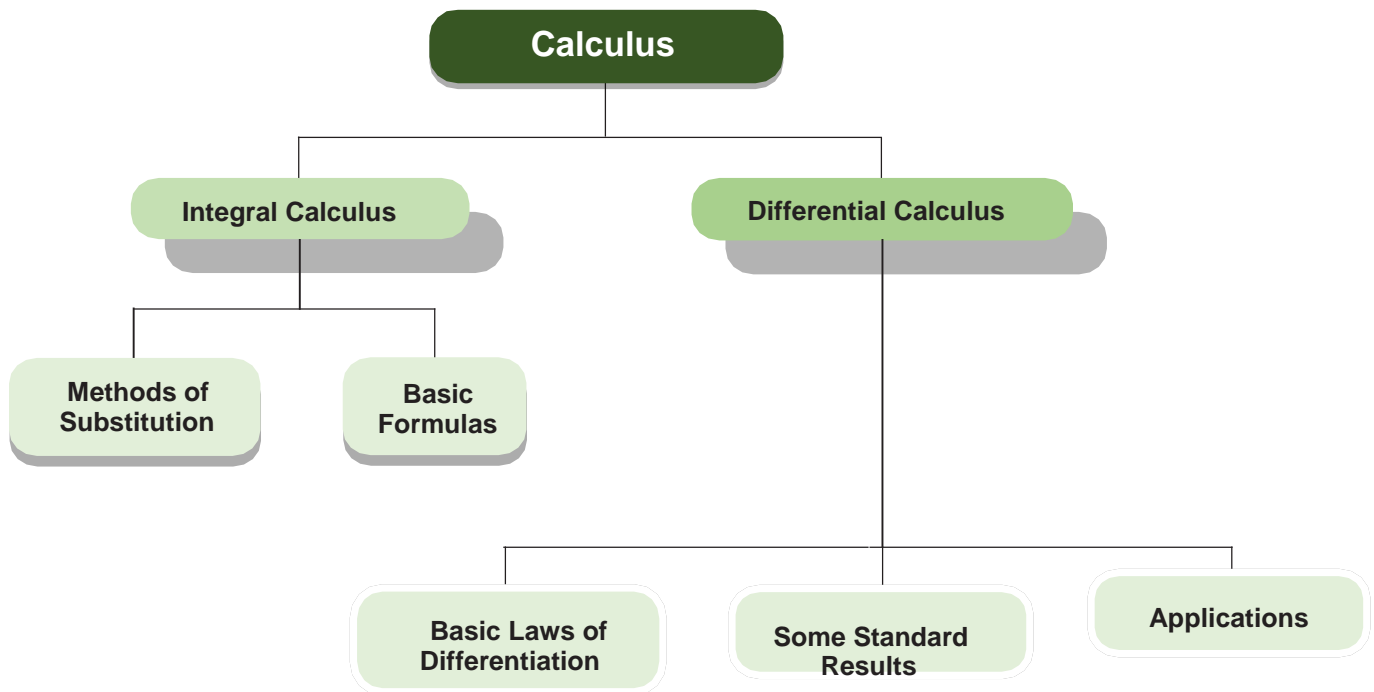 Calculus
Integral Calculus
Differential Calculus
Methods of
Substitution
Basic
Formulas
Basic Laws of
Differentiation
Some Standard
Results
Applications